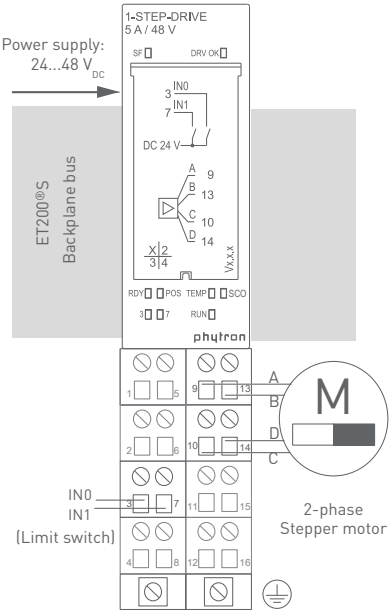 1-STEP-DRIVE
5 A / 48 V
Power supply:
24...48 V DC
SF DRV OK
IN0
3
IN1
7
DC 24 V
A 9
B 13
C 10
D 14
X 2
3 4
Vx.x.x
ET200®S
Backplane bus
RDY POS TEMP SCO
3 7 RUN
phytron
1 5 9 13
A
B
2 6 10 14
D
C
M
IN0
IN1
(Limit switch)
3 7 11 15
2-phase
Stepper motor
4 8 12 16